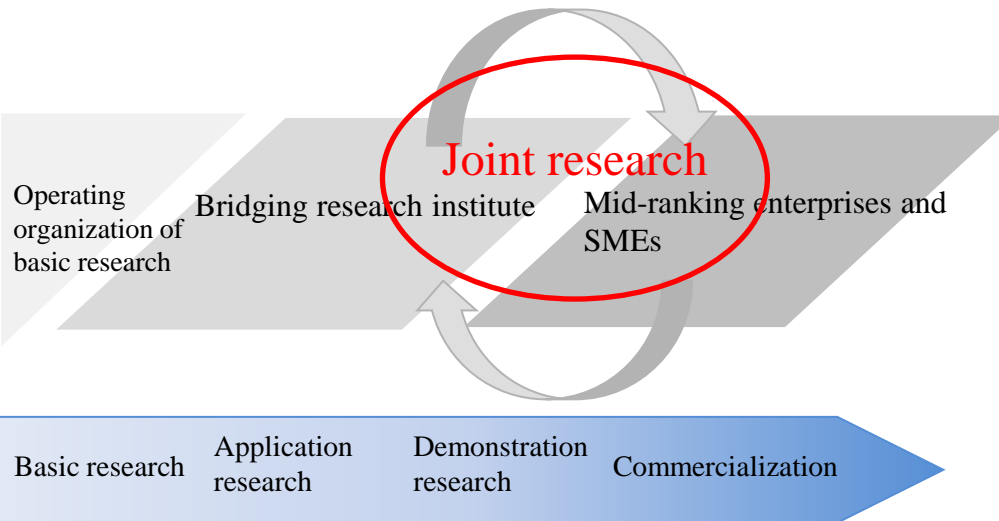 Joint research
Operating
organization of
basic research
Bridging research institute
Mid-ranking enterprises and
SMEs
Basic research
Application
research
Demonstration
research
Commercialization